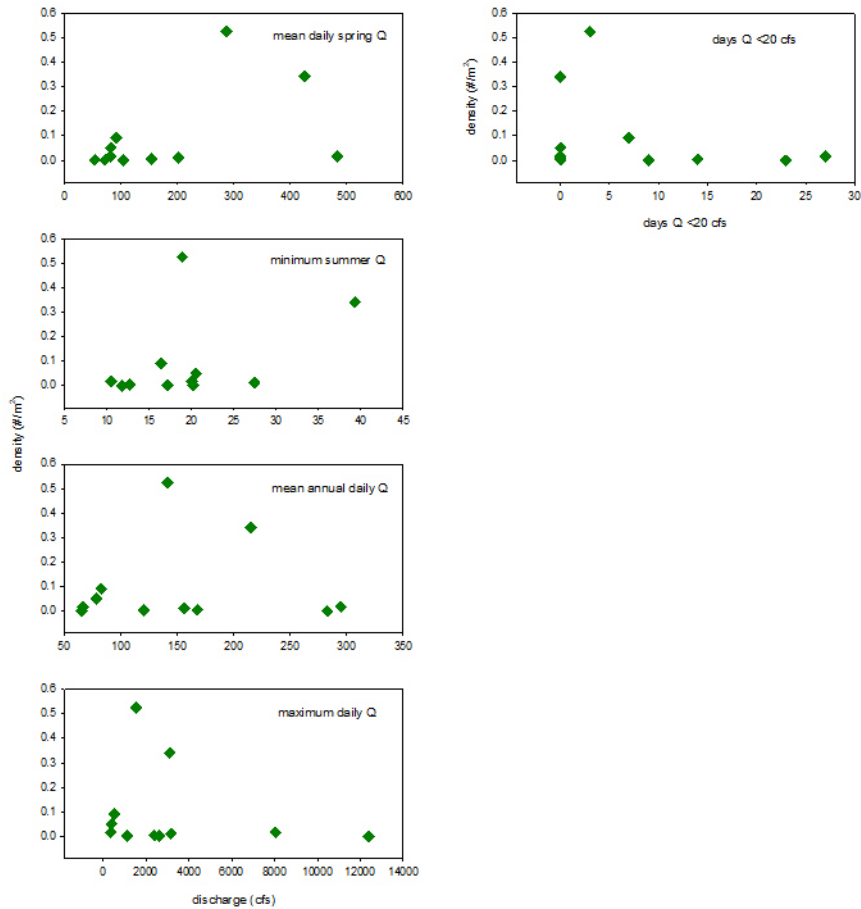 0.6
mean daily spring Q
0.5
0.4
0.3
0.2
0.1
0.0
0 100 200 300 400 500 600
0.6
days Q <20 cfs
0.5
0.4
0.3
0.2
0.1
0.0
density (#/m²)
0 5 10 15 20 25 30
days Q <20 cfs
0.6
minimum summer Q
0.5
0.4
0.3
0.2
0.1
0.0
5 10 15 20 25 30 35 40 45
density (#/m²)
0.6
mean annual daily Q
0.5
0.4
0.3
0.2
0.1
0.0
50 100 150 200 250 300 350
0.6
maximum daily Q
0.5
0.4
0.3
0.2
0.1
0.0
0 2000 4000 6000 8000 10000 12000 14000
discharge (cfs)